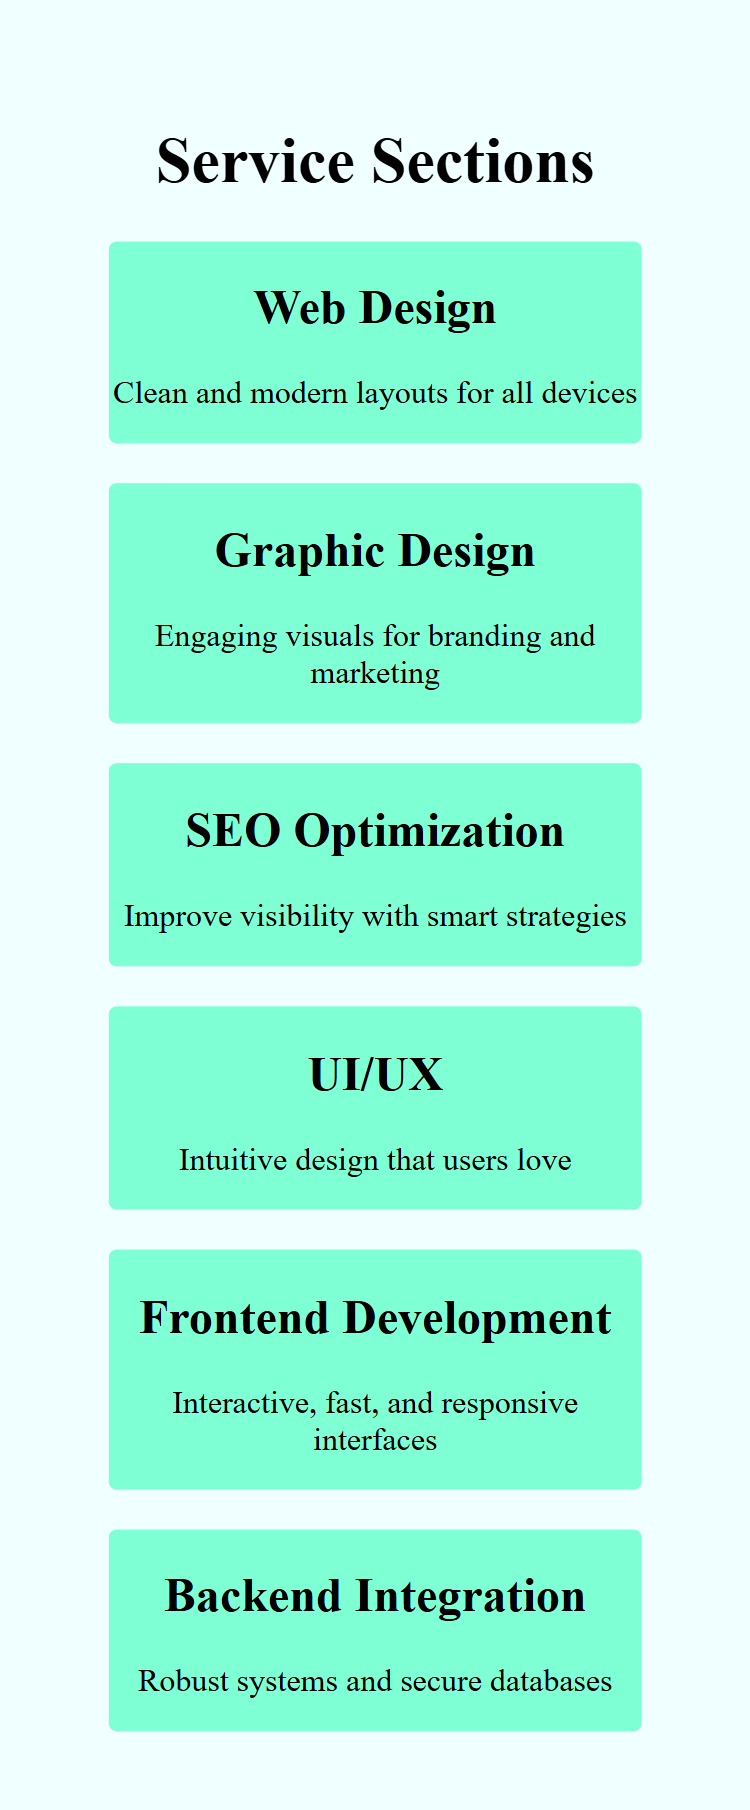 Service Sections
Web Design
Clean and modern layouts for all devices
Graphic Design
Engaging visuals for branding and
marketing
SEO Optimization
Improve visibility with smart strategies
UI/UX
Intuitive design that users love
Frontend Development
Interactive, fast, and responsive
interfaces
Backend Integration
Robust systems and secure databases